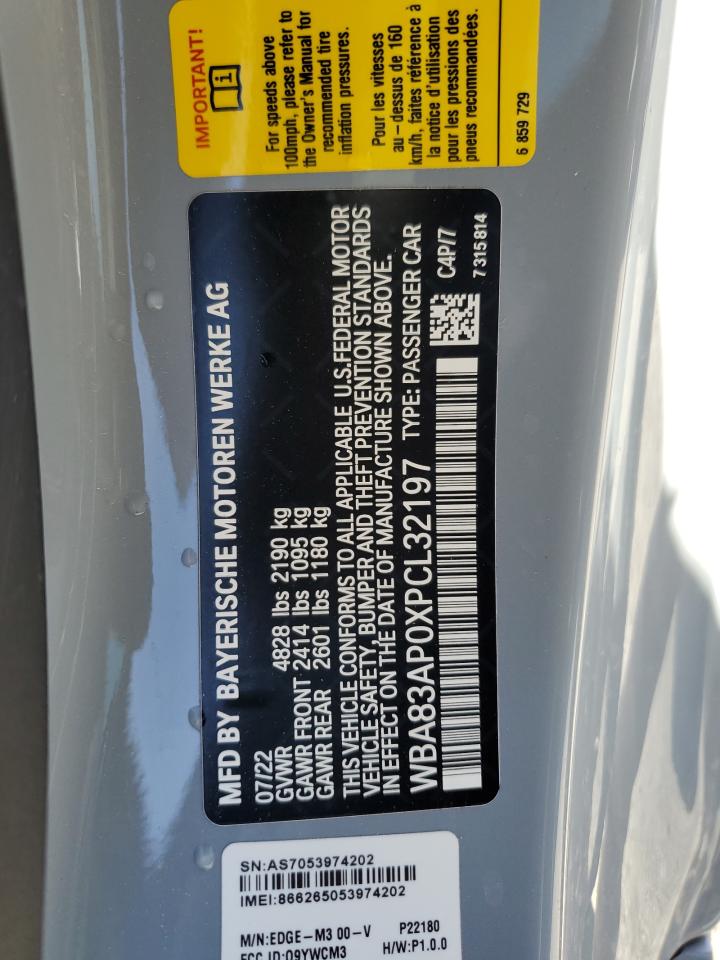 IMPORTANT!
For speeds above
100mph, please refer to
the Owner's Manual for
recommended tire
inflation pressures.
Pour les vitesses
au-dessus de 160
km/h, faites référence à
la notice d'utilisation
pour les pressions des
pneus recommandées.
6 859 729
MFD BY BAYERISCHE MOTOREN WERKE AG
07/22
GVWR 4828 lbs 2190 kg
GAWR FRONT 2414 lbs 1095 kg
GAWR REAR 2601 lbs 1180 kg
THIS VEHICLE CONFORMS TO ALL APPLICABLE U.S.FEDERAL MOTOR
VEHICLE SAFETY, BUMPER AND THEFT PREVENTION STANDARDS
IN EFFECT ON THE DATE OF MANUFACTURE SHOWN ABOVE.
WBA83AP0XPCL32197 TYPE: PASSENGER CAR
C4P/7
7315814
SN:AS7053974202
IMEI:866265053974202
M/N:EDGE-M3 00-V P22180
FCC ID:O9YWCM3 H/W:P1.0.0